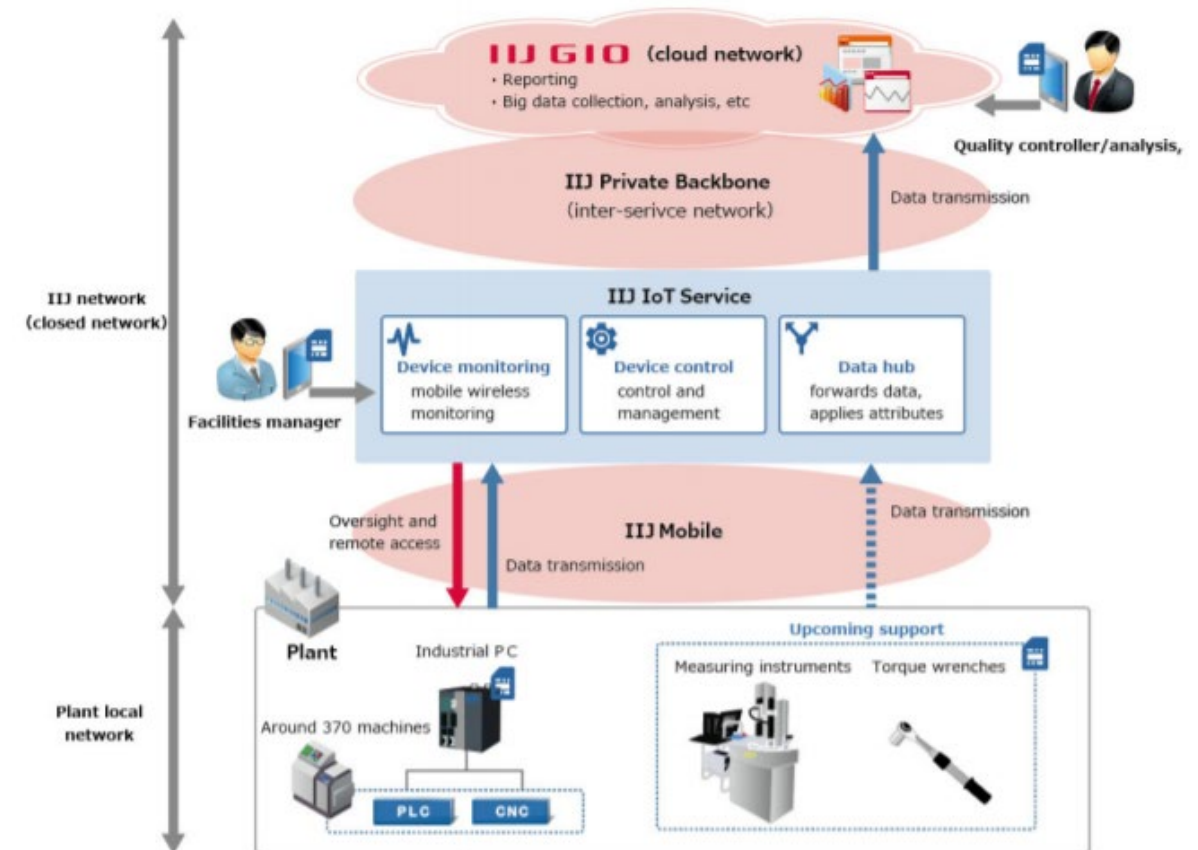 IIJ GIO (cloud network)
・Reporting
・Big data collection, analysis, etc
Quality controller/analysis,
IIJ Private Backbone
(inter-serivce network)
Data transmission
IIJ network
(closed network)
IIJ IoT Service
Device monitoring
mobile wireless
monitoring
Device control
control and
management
Data hub
forwards data,
applies attributes
Facilities manager
Oversight and
remote access
IIJ Mobile
Data transmission
Data transmission
Plant
Industrial PC
Upcoming support
Measuring instruments
Torque wrenches
Plant local
network
Around 370 machines
PLC
CNC